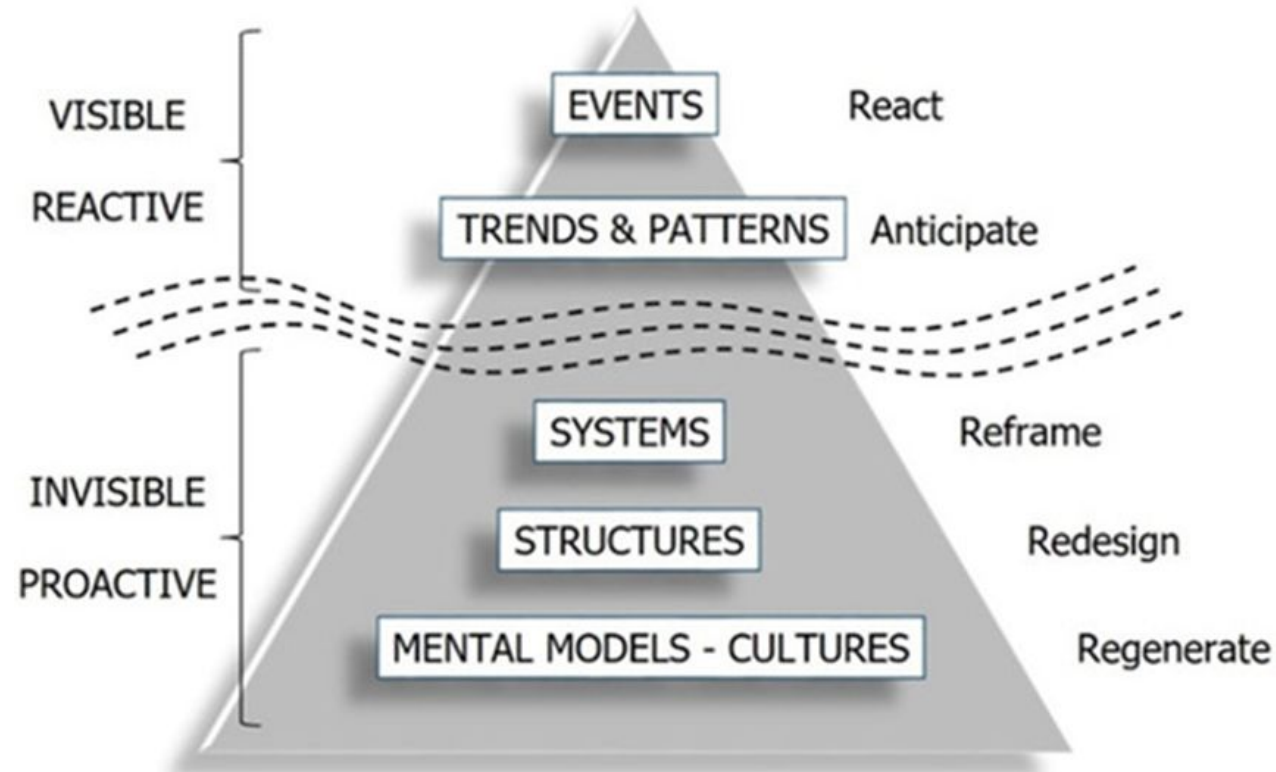 VISIBLE
REACTIVE
EVENTS
React
TRENDS & PATTERNS
Anticipate
INVISIBLE
PROACTIVE
SYSTEMS
Reframe
STRUCTURES
Redesign
MENTAL MODELS - CULTURES
Regenerate